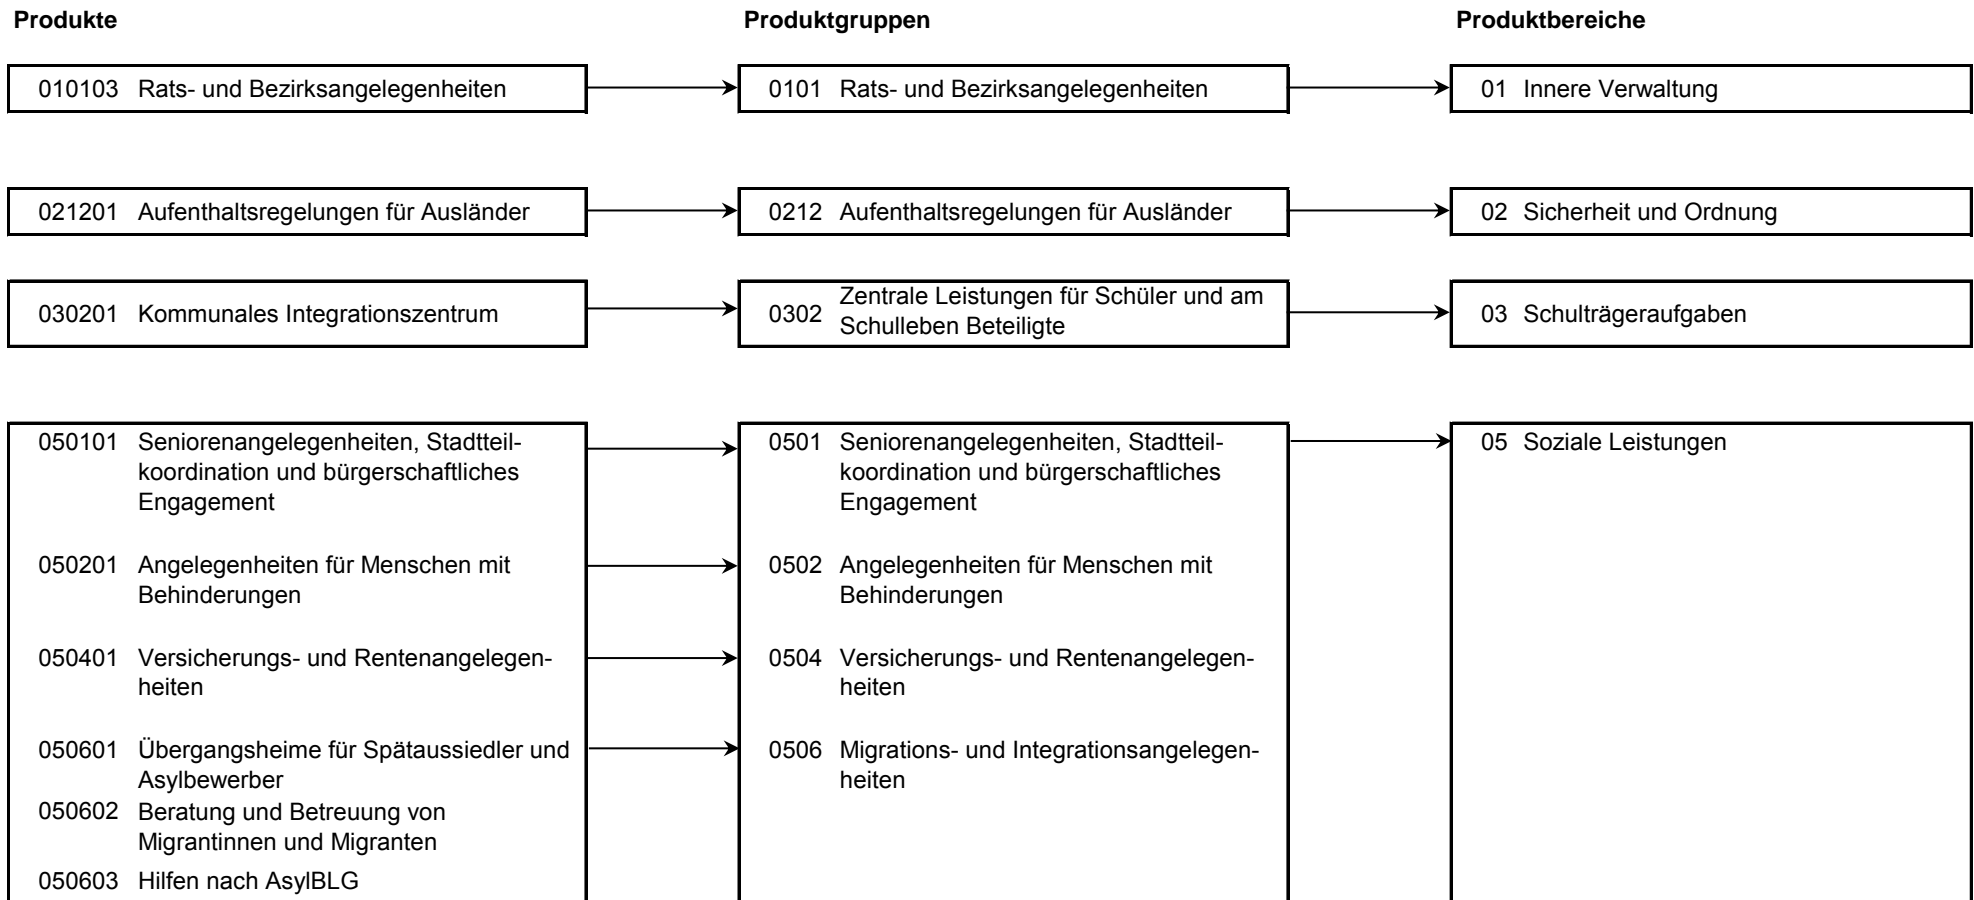 Produkte
Produktgruppen
Produktbereiche
010103 Rats- und Bezirksangelegenheiten
0101 Rats- und Bezirksangelegenheiten
01 Innere Verwaltung
021201 Aufenthaltsregelungen für Ausländer
0212 Aufenthaltsregelungen für Ausländer
02 Sicherheit und Ordnung
030201 Kommunales Integrationszentrum
0302 Zentrale Leistungen für Schüler und am
Schulleben Beteiligte
03 Schulträgeraufgaben
050101 Seniorenangelegenheiten, Stadtteil-
koordination und bürgerschaftliches
Engagement
0501 Seniorenangelegenheiten, Stadtteil-
koordination und bürgerschaftliches
Engagement
05 Soziale Leistungen
050201 Angelegenheiten für Menschen mit
Behinderungen
0502 Angelegenheiten für Menschen mit
Behinderungen
050401 Versicherungs- und Rentenangelegen-
heiten
0504 Versicherungs- und Rentenangelegen-
heiten
050601 Übergangsheime für Spätaussiedler und
Asylbewerber
0506 Migrations- und Integrationsangelegen-
heiten
050602 Beratung und Betreuung von
Migrantinnen und Migranten
050603 Hilfen nach AsylBLG